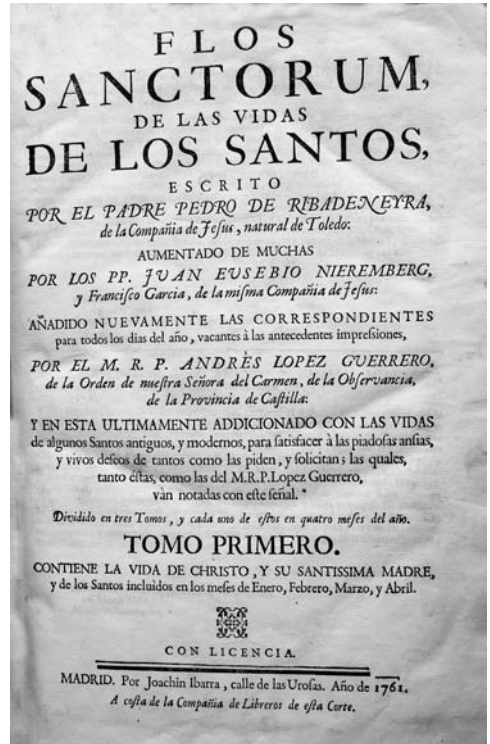 FLOS
SANCTORUM,
DE LAS VIDAS
DE LOS SANTOS,
ESCRITO
POR EL PADRE PEDRO DE RIBADENEYRA,
de la Compañia de Jeſus, natural de Toledo:
AUMENTADO DE MUCHAS
POR LOS PP. JVAN EVSEBIO NIEREMBERG,
y Franciſco Garcia, de la miſma Compañia de Jeſus:
AÑADIDO NUEVAMENTE LAS CORRESPONDIENTES
para todos los dias del año, vacantes à las antecedentes impreſsiones,
POR EL M. R. P. ANDRÈS LOPEZ GUERRERO,
de la Orden de nueſtra Señora del Carmen, de la Obſervancia,
de la Provincia de Caſtilla:
Y EN ESTA ULTIMAMENTE ADDICIONADO CON LAS VIDAS
de algunos Santos antiguos, y modernos, para ſatisfacer à las piadoſas anſias,
y vivos deſeos de tantos como las piden, y ſolicitan; las quales,
tanto éſtas, como las del M.R.P.Lopez Guerrero,
vàn notadas con eſte ſeñal. *
Dividido en tres Tomos, y cada uno de eſtos en quatro meſes del año.
TOMO PRIMERO.
CONTIENE LA VIDA DE CHRISTO, Y SU SANTISSIMA MADRE,
y de los Santos incluidos en los meſes de Enero, Febrero, Marzo, y Abril.
CON LICENCIA.
MADRID. Por Joachin Ibarra, calle de las Uroſas. Año de 1761.
A coſta de la Compañia de Libreros de eſta Corte.